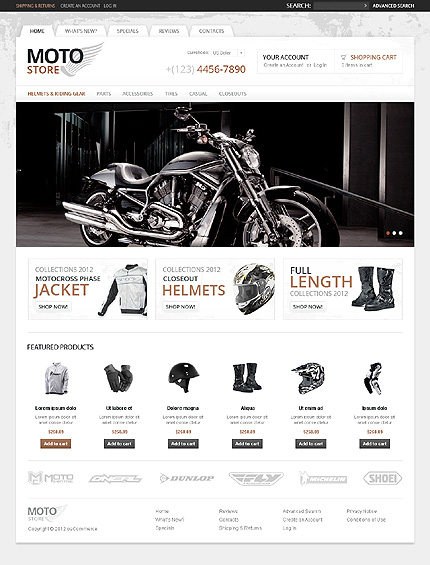 SHIPPING & RETURNS CREATE AN ACCOUNT LOG IN SEARCH: ADVANCED SEARCH
HOME WHAT'S NEW? SPECIALS REVIEWS CONTACTS
MOTO
STORE
Currencies: US Dollar
+(123) 4456-7890
YOUR ACCOUNT
Create an Account or Log In
SHOPPING CART
0 items in cart
HELMETS & RIDING GEAR PARTS ACCESSORIES TIRES CASUAL CLOSEOUTS
COLLECTIONS 2012
MOTOCROSS PHASE
JACKET
SHOP NOW!
COLLECTIONS 2012
CLOSEOUT
HELMETS
SHOP NOW!
FULL
LENGTH
COLLECTIONS 2012
SHOP NOW!
FEATURED PRODUCTS
Lorem ipsum dolo Ut labore et Dolore magna Aliqua Ut enim ad Ipsum dolo
Lorem ipsum dolor sit Lorem ipsum dolor sit Lorem ipsum dolor sit Lorem ipsum dolor sit Lorem ipsum dolor sit Lorem ipsum dolor sit
amet conse ctetur amet conse ctetur amet conse ctetur amet conse ctetur amet conse ctetur amet conse ctetur
$250.89 $250.89 $250.89 $250.89 $250.89 $250.89
Add to cart Add to cart Add to cart Add to cart Add to cart Add to cart
MOTO O'NEAL DUNLOP FLY MICHELIN SHOEI
MOTO
STORE
Copyright © 2012 osCommerce
Home Reviews Advanced Search Privacy Notice
What's New? Contacts Create an Account Conditions of Use
Specials Shipping & Returns Log In